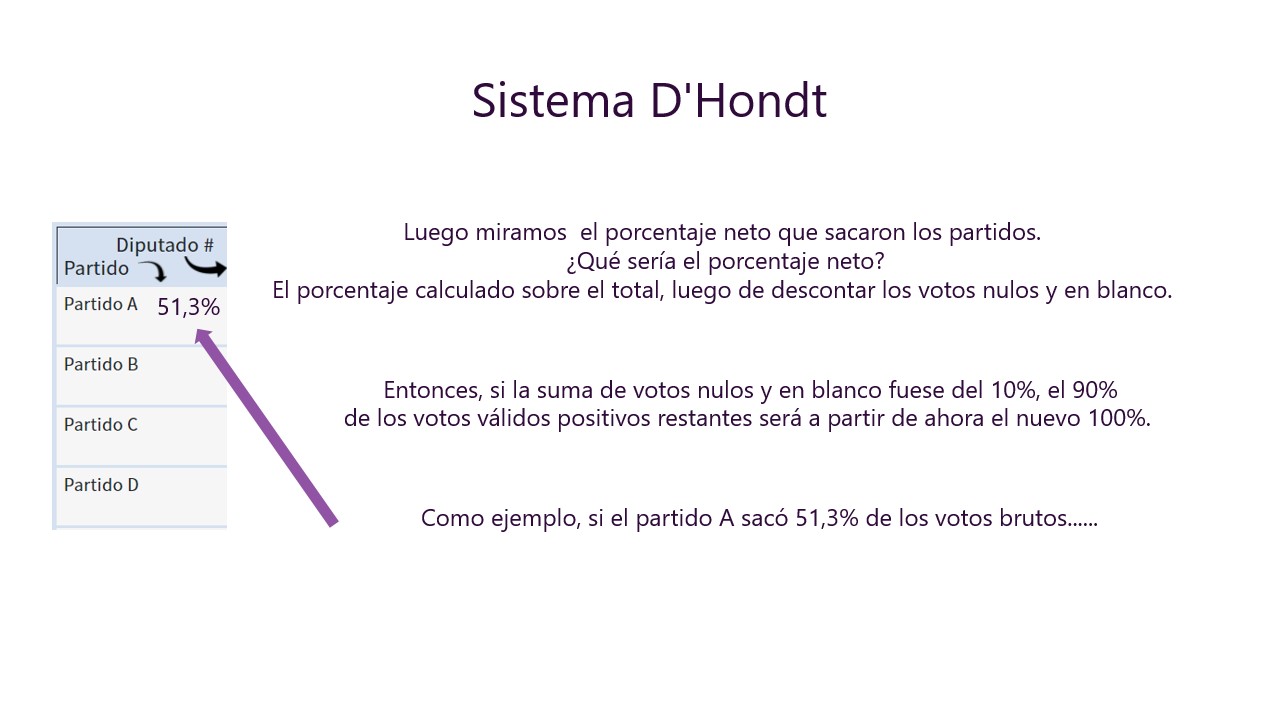 Sistema D'Hondt
Diputado #
Partido
Partido A 51,3%
Partido B
Partido C
Partido D
Luego miramos  el porcentaje neto que sacaron los partidos.
¿Qué sería el porcentaje neto?
El porcentaje calculado sobre el total, luego de descontar los votos nulos y en blanco.
Entonces, si la suma de votos nulos y en blanco fuese del 10%, el 90%
de los votos válidos positivos restantes será a partir de ahora el nuevo 100%.
Como ejemplo, si el partido A sacó 51,3% de los votos brutos......